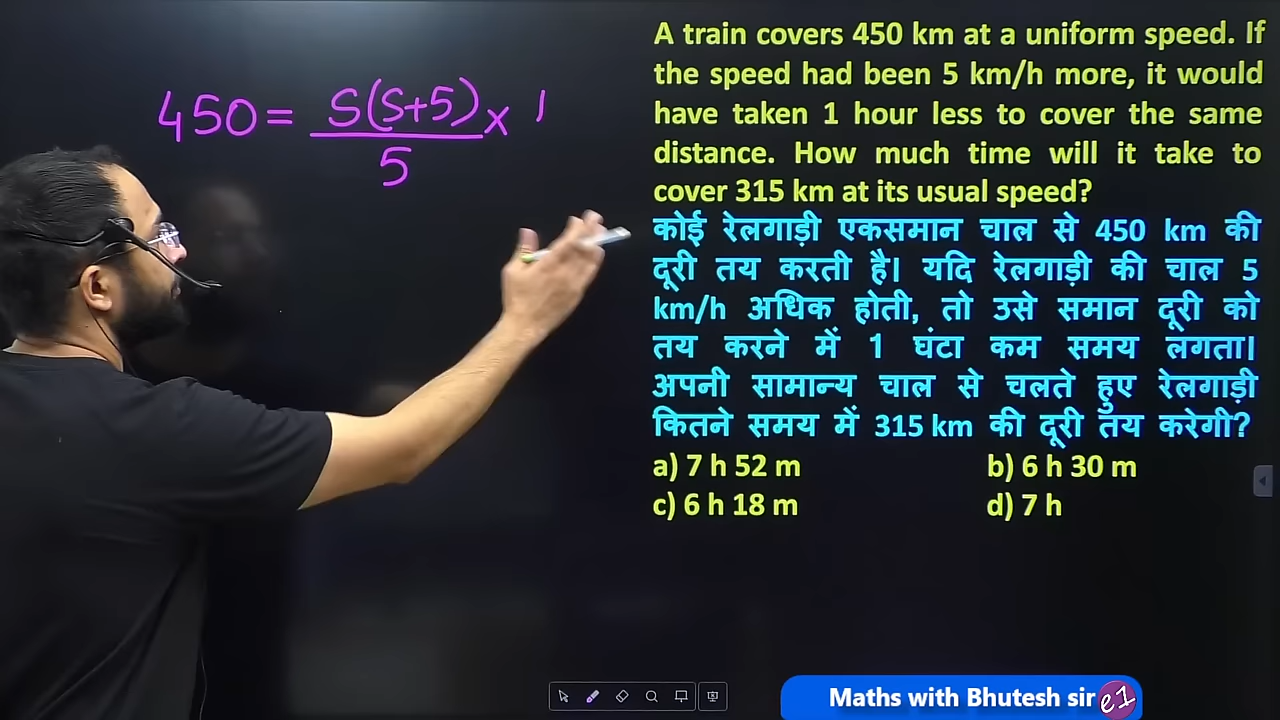 450 = S(S+5)/5 × 1
A train covers 450 km at a uniform speed. If
the speed had been 5 km/h more, it would
have taken 1 hour less to cover the same
distance. How much time will it take to
cover 315 km at its usual speed?
कोई रेलगाड़ी एकसमान चाल से 450 km की
दूरी तय करती है। यदि रेलगाड़ी की चाल 5
km/h अधिक होती, तो उसे समान दूरी को
तय करने में 1 घंटा कम समय लगता।
अपनी सामान्य चाल से चलते हुए रेलगाड़ी
कितने समय में 315 km की दूरी तय करेगी?
a) 7 h 52 m b) 6 h 30 m
c) 6 h 18 m d) 7 h
Maths with Bhutesh sir e1